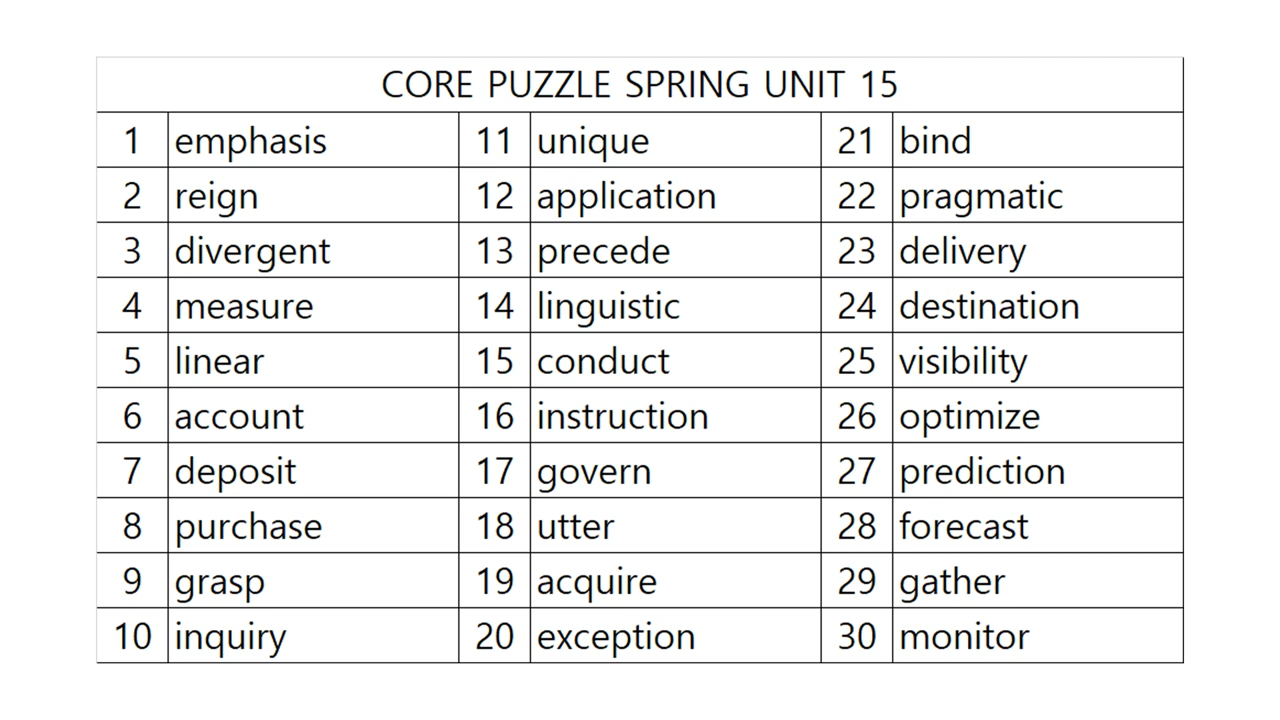 CORE PUZZLE SPRING UNIT 15
1 emphasis 11 unique 21 bind
2 reign 12 application 22 pragmatic
3 divergent 13 precede 23 delivery
4 measure 14 linguistic 24 destination
5 linear 15 conduct 25 visibility
6 account 16 instruction 26 optimize
7 deposit 17 govern 27 prediction
8 purchase 18 utter 28 forecast
9 grasp 19 acquire 29 gather
10 inquiry 20 exception 30 monitor